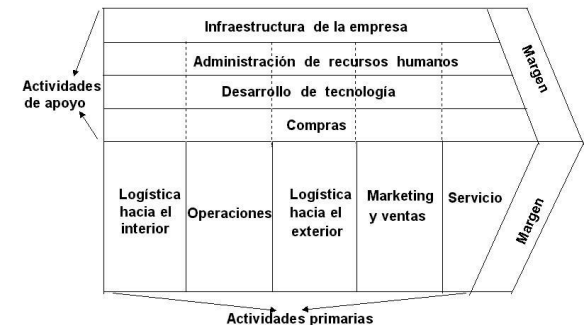 Infraestructura de la empresa
Administración de recursos humanos
Desarrollo de tecnología
Compras
Actividades
de apoyo
Margen
Logística
hacia el
interior
Operaciones
Logística
hacia el
exterior
Marketing
y ventas
Servicio
Margen
Actividades primarias